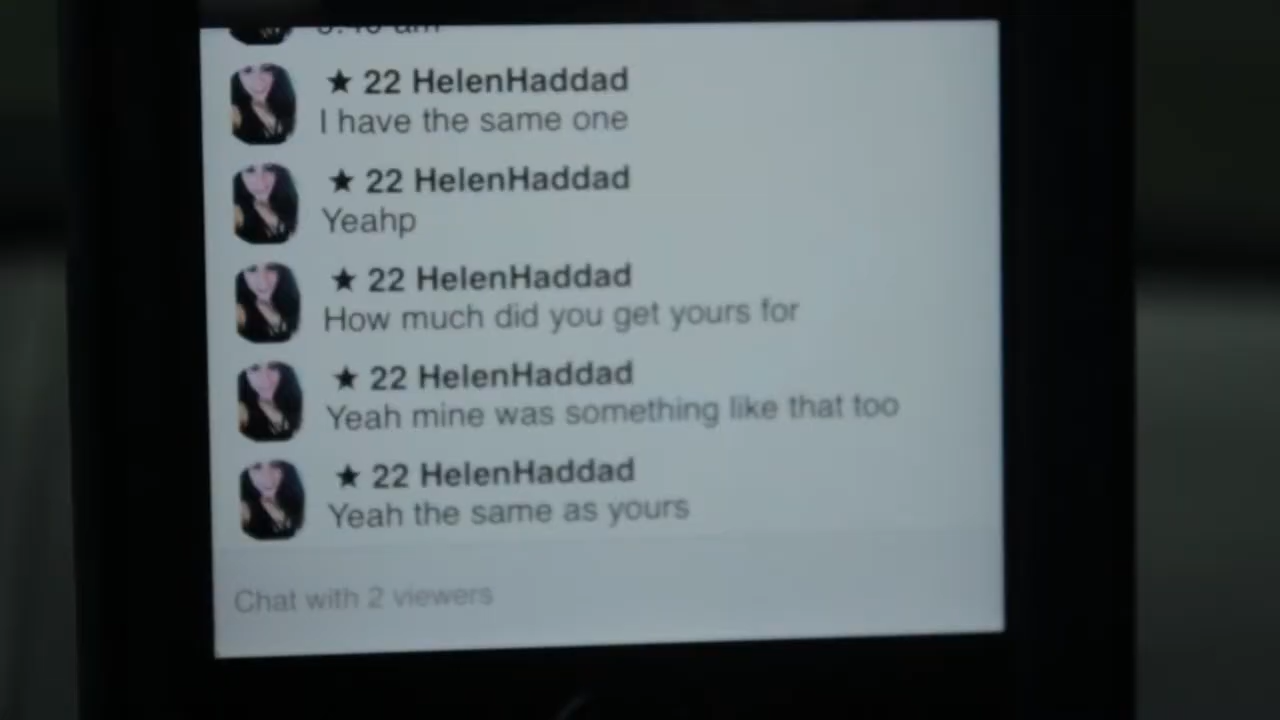 ★ 22 HelenHaddad
I have the same one
★ 22 HelenHaddad
Yeahp
★ 22 HelenHaddad
How much did you get yours for
★ 22 HelenHaddad
Yeah mine was something like that too
★ 22 HelenHaddad
Yeah the same as yours
Chat with 2 viewers